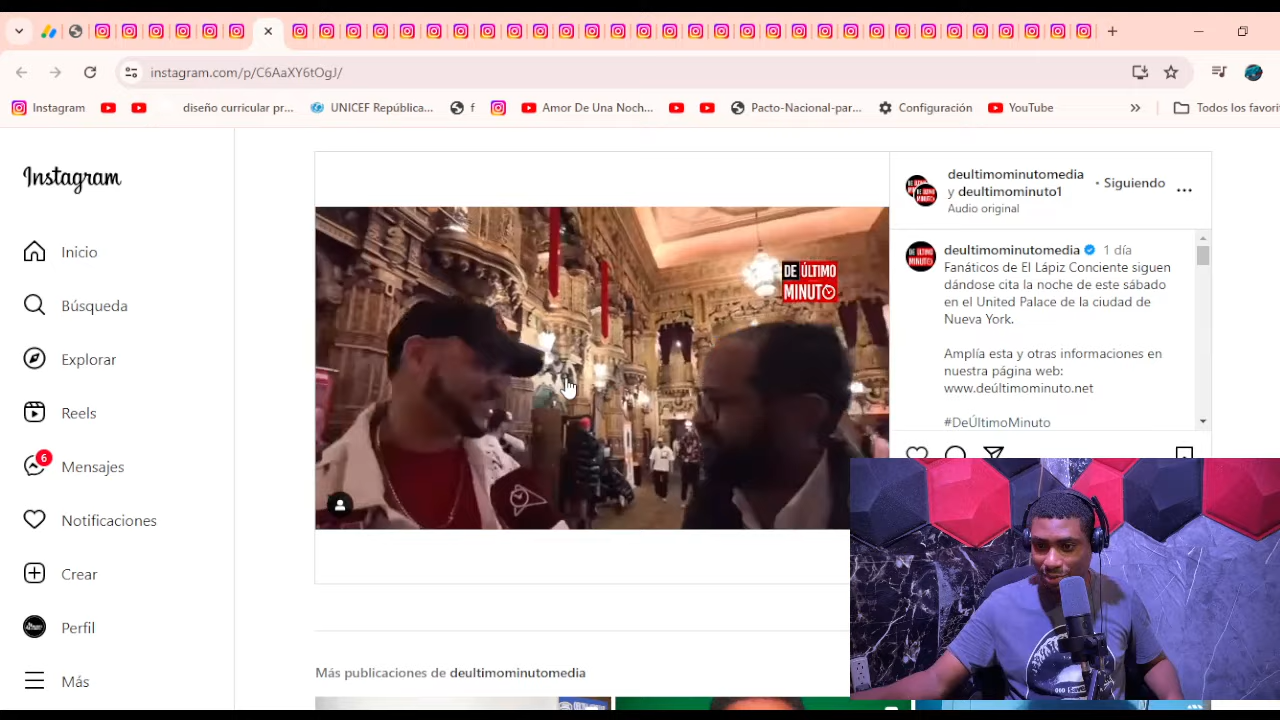 instagram.com/p/C6AaXY6tOgJ/
Instagram
diseño curricular pr...
UNICEF Repúblic​a...
f
Amor De Una Noch...
Pacto-Nacional-par...
Configuración
YouTube
Todos los favori
Instagram
Inicio
Búsqueda
Explorar
Reels
6
Mensajes
Notificaciones
Crear
Perfil
Más
DE ÚLTIMO
MINUTO
deultimominutomedia
y deultimominuto1
• Siguiendo
Audio original
deultimominutomedia 1 día
Fanáticos de El Lápiz Conciente siguen
dándose cita la noche de este sábado
en el United Palace de la ciudad de
Nueva York.
Amplía esta y otras informaciones en
nuestra página web:
www.deúltimominuto.net
#DeÚltimoMinuto
Más publicaciones de deultimominutomedia